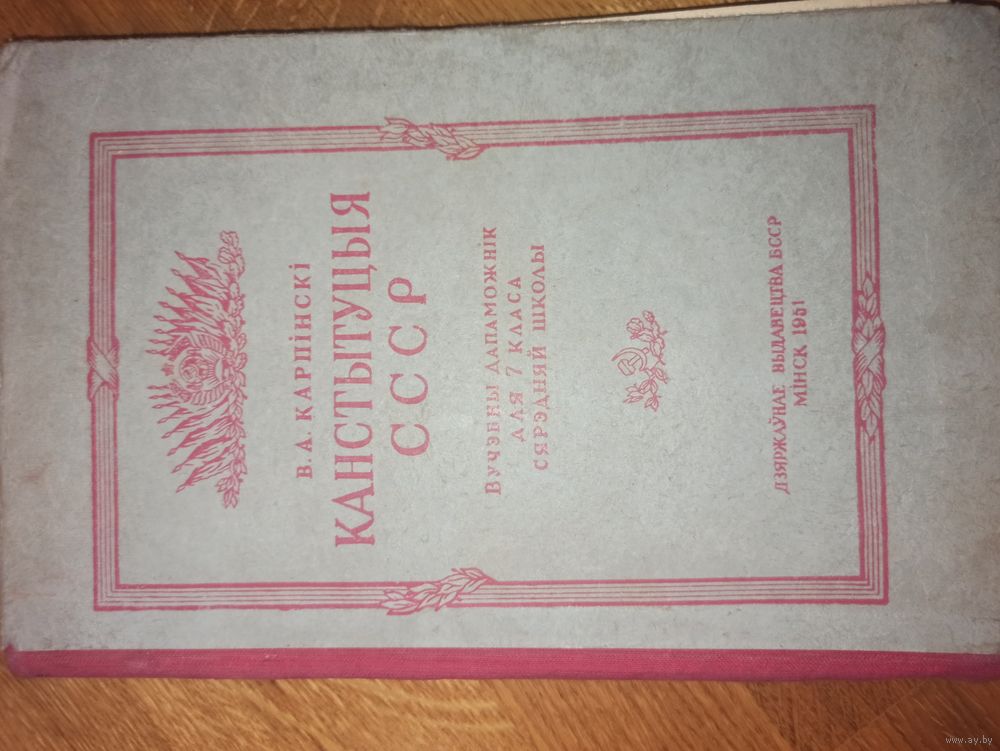 В. А. КАРПІНСКІ
КАНСТЫТУЦЫЯ
СССР
ВУЧЭБНЫ ДАПАМОЖНІК
ДЛЯ 7 КЛАСА
СЯРЭДНЯЙ ШКОЛЫ
ДЗЯРЖАЎНАЕ ВЫДАВЕЦТВА БССР
МІНСК 1951
www.ay.by